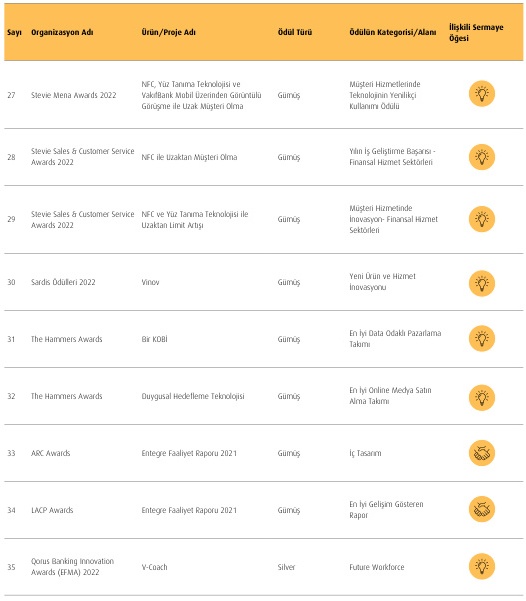 Sayı Organizasyon Adı Ürün/Proje Adı Ödül Türü Ödülün Kategorisi/Alanı İlişkili Sermaye
Öğesi
27 Stevie Mena Awards 2022 NFC, Yüz Tanıma Teknolojisi ve
VakıfBank Mobil Üzerinden Görüntülü
Görüşme ile Uzak Müşteri Olma Gümüş Müşteri Hizmetlerinde
Teknolojinin Yenilikçi
Kullanımı Ödülü
28 Stevie Sales & Customer Service
Awards 2022 NFC ile Uzaktan Müşteri Olma Gümüş Yılın İş Geliştirme Başarısı -
Finansal Hizmet Sektörleri
29 Stevie Sales & Customer Service
Awards 2022 NFC ve Yüz Tanıma Teknolojisi ile
Uzaktan Limit Artışı Gümüş Müşteri Hizmetinde
İnovasyon- Finansal Hizmet
Sektörleri
30 Sardis Ödülleri 2022 Vinov Gümüş Yeni Ürün ve Hizmet
İnovasyonu
31 The Hammers Awards Bir KOBİ Gümüş En İyi Data Odaklı Pazarlama
Takımı
32 The Hammers Awards Duygusal Hedefleme Teknolojisi Gümüş En İyi Online Medya Satın
Alma Takımı
33 ARC Awards Entegre Faaliyet Raporu 2021 Gümüş İç Tasarım
34 LACP Awards Entegre Faaliyet Raporu 2021 Gümüş En İyi Gelişim Gösteren
Rapor
35 Qorus Banking Innovation
Awards (EFMA) 2022 V-Coach Silver Future Workforce